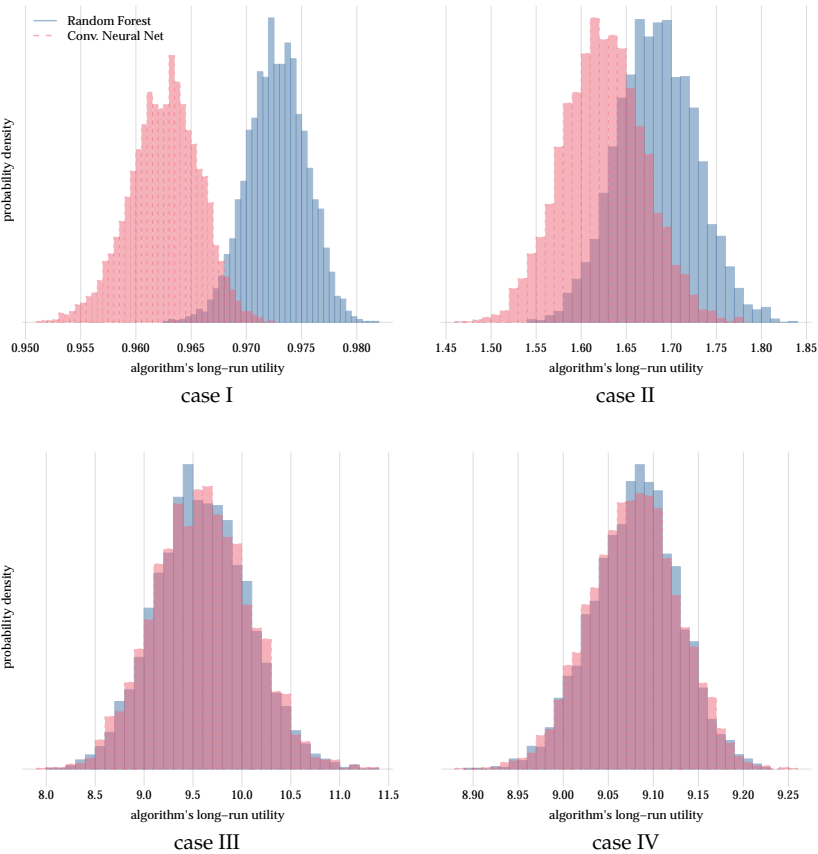 Random Forest
Conv. Neural Net
probability density
0.950 0.955 0.960 0.965 0.970 0.975 0.980
algorithm's long−run utility
case I
1.45 1.50 1.55 1.60 1.65 1.70 1.75 1.80 1.85
algorithm's long−run utility
case II
probability density
8.0 8.5 9.0 9.5 10.0 10.5 11.0 11.5
algorithm's long−run utility
case III
8.90 8.95 9.00 9.05 9.10 9.15 9.20 9.25
algorithm's long−run utility
case IV